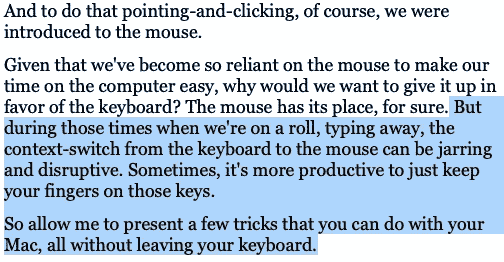 And to do that pointing-and-clicking, of course, we were
introduced to the mouse.
Given that we've become so reliant on the mouse to make our
time on the computer easy, why would we want to give it up in
favor of the keyboard? The mouse has its place, for sure. But
during those times when we're on a roll, typing away, the
context-switch from the keyboard to the mouse can be jarring
and disruptive. Sometimes, it's more productive to just keep
your fingers on those keys.
So allow me to present a few tricks that you can do with your
Mac, all without leaving your keyboard.